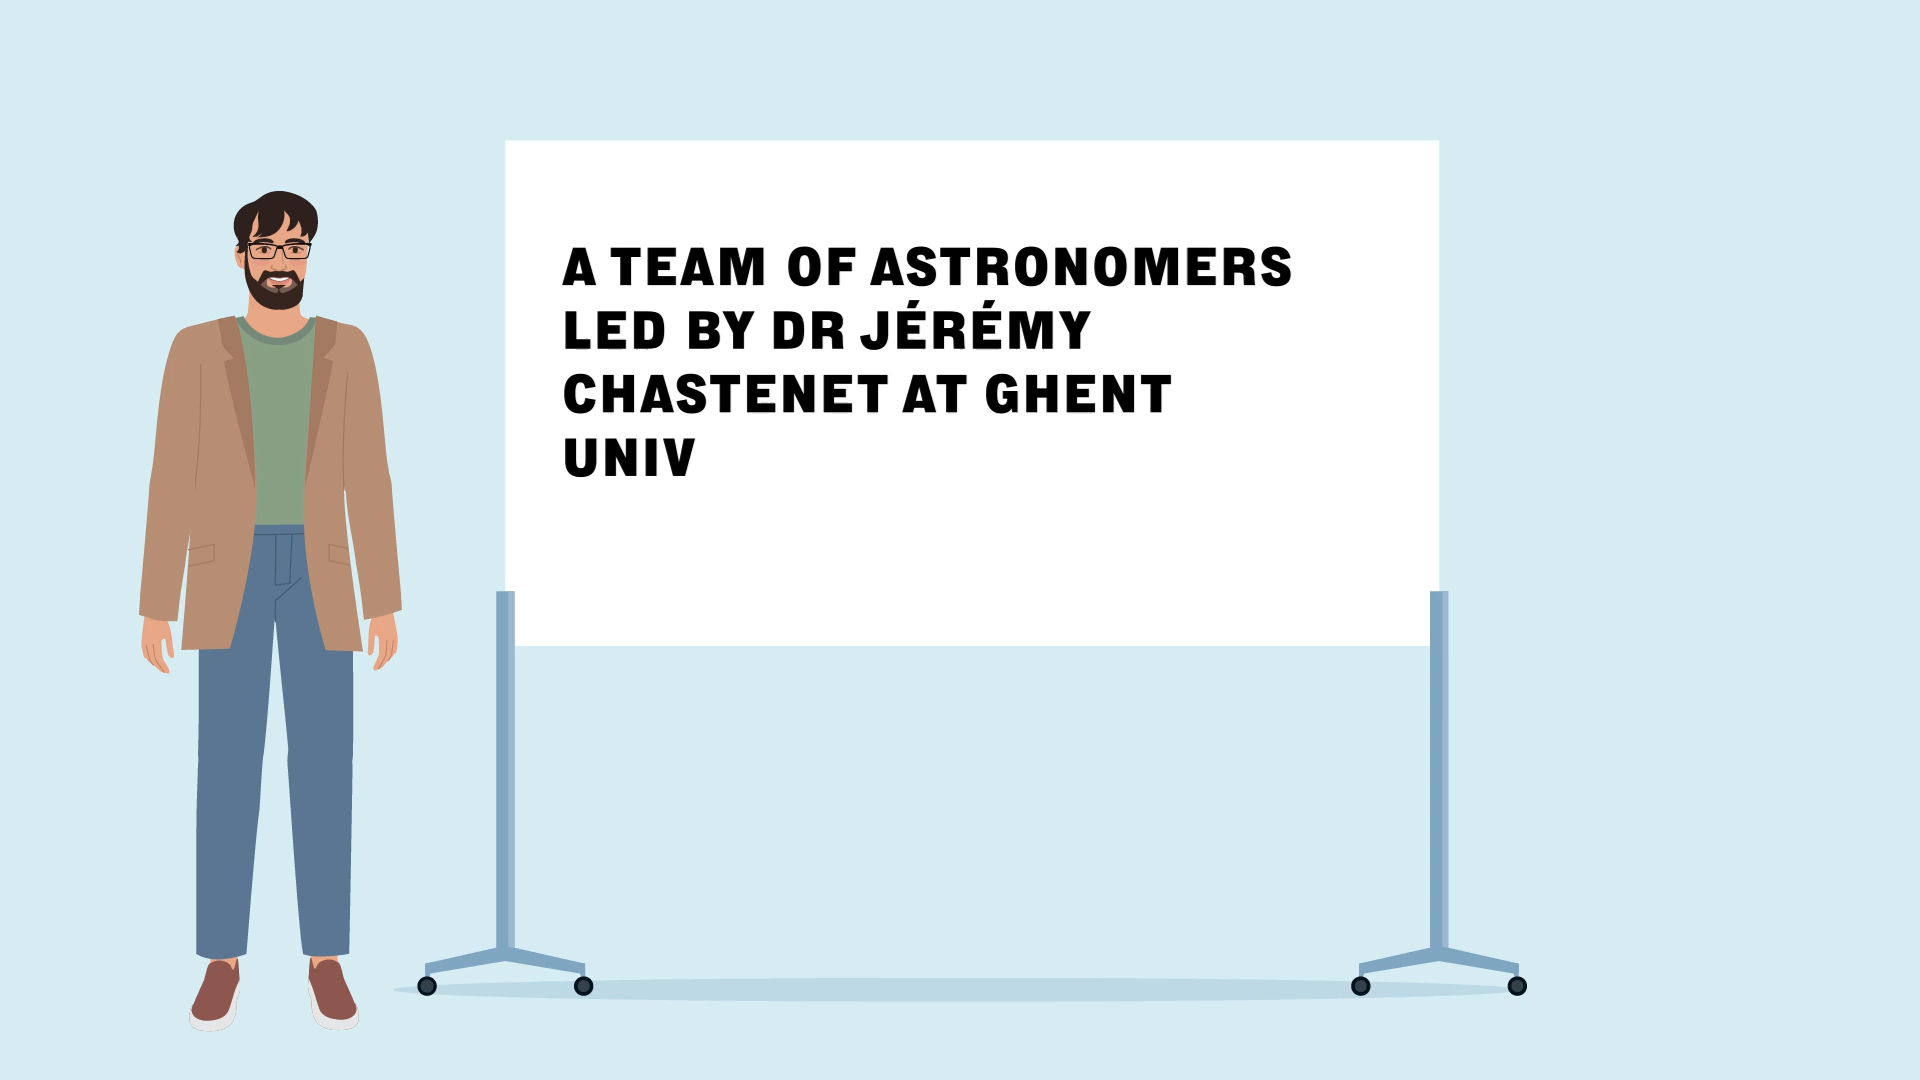 A TEAM OF ASTRONOMERS
LED BY DR JÉRÉMY
CHASTENET AT GHENT
UNIV